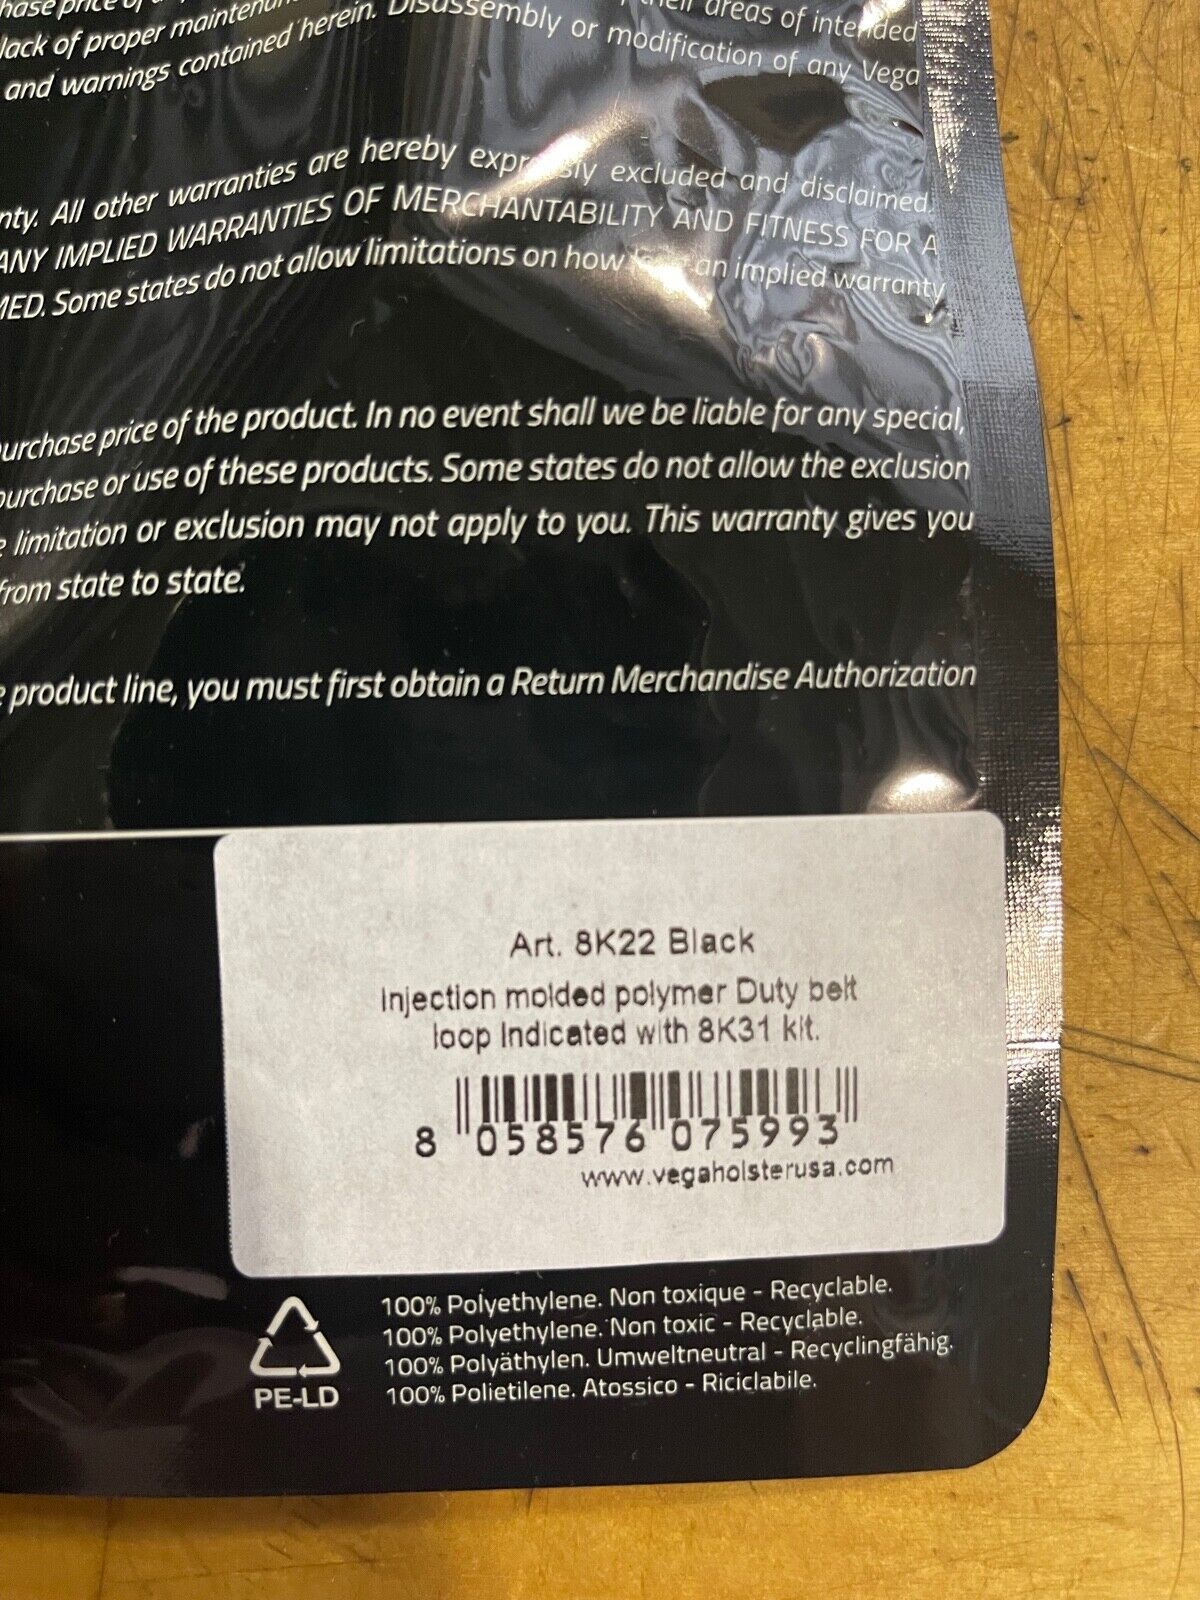 lack of proper
their areas of intended
and warnings contained herein. Disassembly or modification of any Vega
All other warranties are hereby expressly excluded and disclaimed.
ANY IMPLIED WARRANTIES OF MERCHANTABILITY AND FITNESS FOR A
Some states do not allow limitations on how an implied warranty
purchase price of the product. In no event shall we be liable for any special,
purchase or use of these products. Some states do not allow the exclusion
limitation or exclusion may not apply to you. This warranty gives you
from state to state.
product line, you must first obtain a Return Merchandise Authorization
Art. 8K22 Black
Injection molded polymer Duty belt
loop Indicated with 8K31 kit.
8 058576 075993
www.vegaholsterusa.com
100% Polyethylene. Non toxique - Recyclable.
100% Polyethylene. Non toxic - Recyclable.
100% Polyäthylen. Umweltneutral - Recyclingfähig.
100% Polietilene. Atossico - Riciclabile.
PE-LD